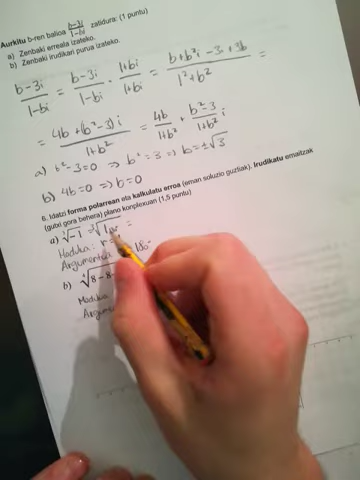 Aurkitu b-ren balioa b-3i/1-bi zatidura: (1 puntu)
a) Zenbaki erreala izateko.
b) Zenbaki irudikari purua izateko.
b-3i/1-bi = b-3i/1-bi · 1+bi/1+bi = b+b²i-3i+3b/1²+b² =
= 4b+(b²-3)i/1+b² = 4b/1+b² + b²-3/1+b² i
a) b²-3=0 ⇒ b²=3 ⇒ b=±√3
b) 4b=0 ⇒ b=0
6. Idatzi forma polarrean eta kalkulatu erroa (eman soluzio guztiak). Irudikatu emaitzak
(gutxi gora behera) plano konplexuan (1,5 puntu)
a) ∛-1 = ∛1 =
Modulua: r =
Argumentua 180°
b) ∜8-8
Modulua
Argume